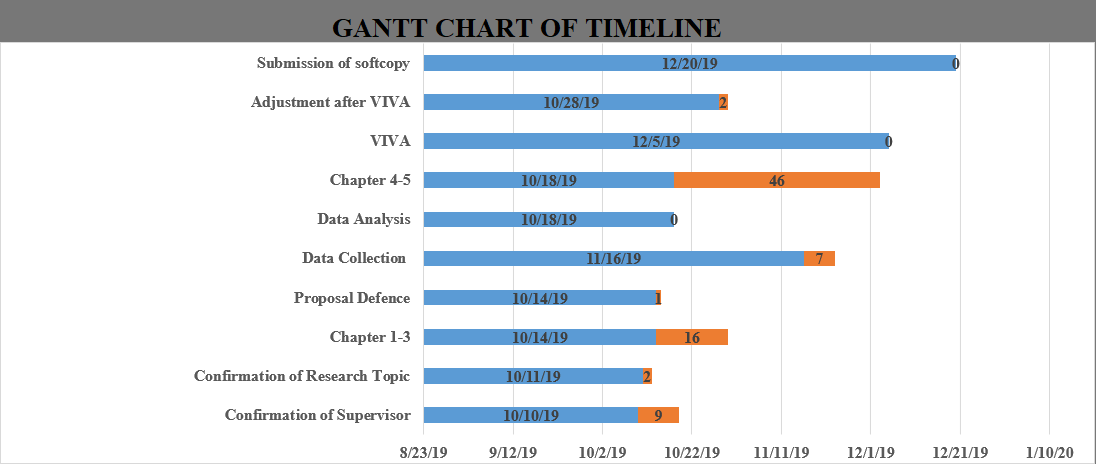 GANTT CHART OF TIMELINE
Submission of softcopy 12/20/19 0
Adjustment after VIVA 10/28/19 2
VIVA 12/5/19 0
Chapter 4-5 10/18/19 46
Data Analysis 10/18/19 0
Data Collection 11/16/19 7
Proposal Defence 10/14/19 1
Chapter 1-3 10/14/19 16
Confirmation of Research Topic 10/11/19 2
Confirmation of Supervisor 10/10/19 9
8/23/19 9/12/19 10/2/19 10/22/19 11/11/19 12/1/19 12/21/19 1/10/20